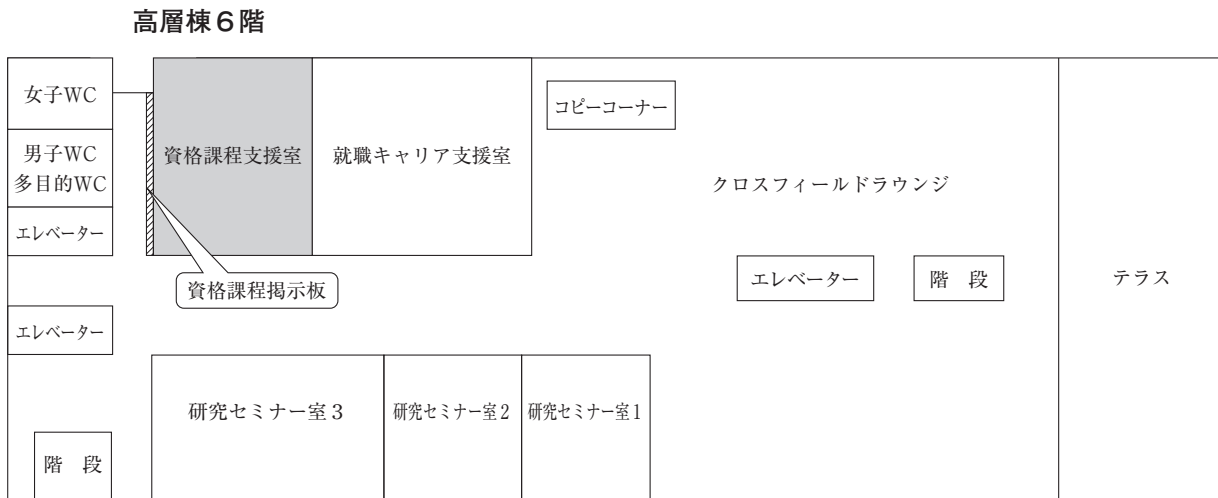 高層棟6階
女子WC
男子WC
多目的WC
エレベーター
資格課程支援室
就職キャリア支援室
コピーコーナー
クロスフィールドラウンジ
エレベーター
階　段
テラス
資格課程掲示板
エレベーター
研究セミナー室3
研究セミナー室2
研究セミナー室1
階　段